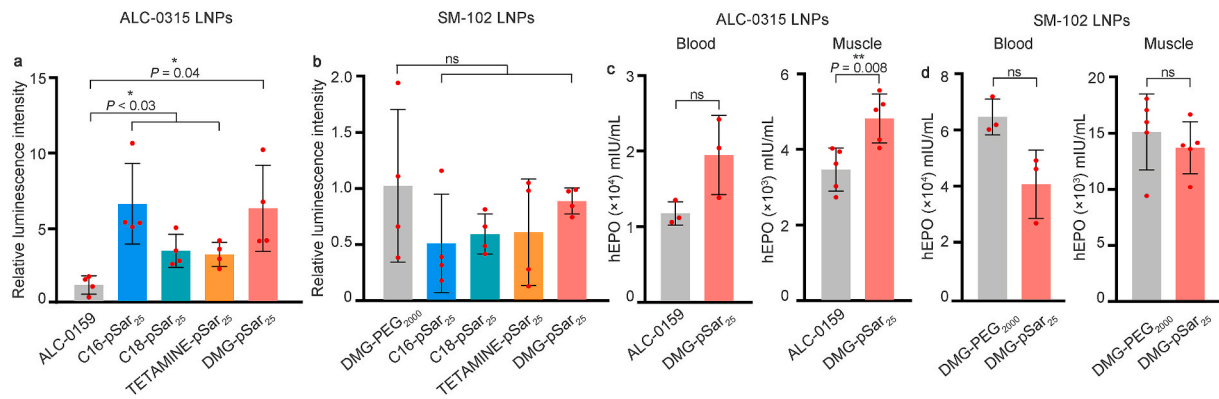 ALC-0315 LNPs
a
Relative luminescence intensity
15
10
5
0
*
P = 0.04
*
P < 0.03
ALC-0159
C16-pSar25
C18-pSar25
TETAMINE-pSar25
DMG-pSar25
SM-102 LNPs
b
Relative luminescence intensity
2.0
1.5
1.0
0.5
0
ns
DMG-PEG2000
C16-pSar25
C18-pSar25
TETAMINE-pSar25
DMG-pSar25
ALC-0315 LNPs
c
Blood
hEPO (×10⁴) mIU/mL
3
2
1
0
ns
ALC-0159
DMG-pSar25
Muscle
hEPO (×10³) mIU/mL
6
4
2
0
**
P = 0.008
ALC-0159
DMG-pSar25
SM-102 LNPs
d
Blood
hEPO (×10⁴) mIU/mL
8
6
4
2
0
ns
DMG-PEG2000
DMG-pSar25
Muscle
hEPO (×10³) mIU/mL
20
15
10
5
0
ns
DMG-PEG2000
DMG-pSar25